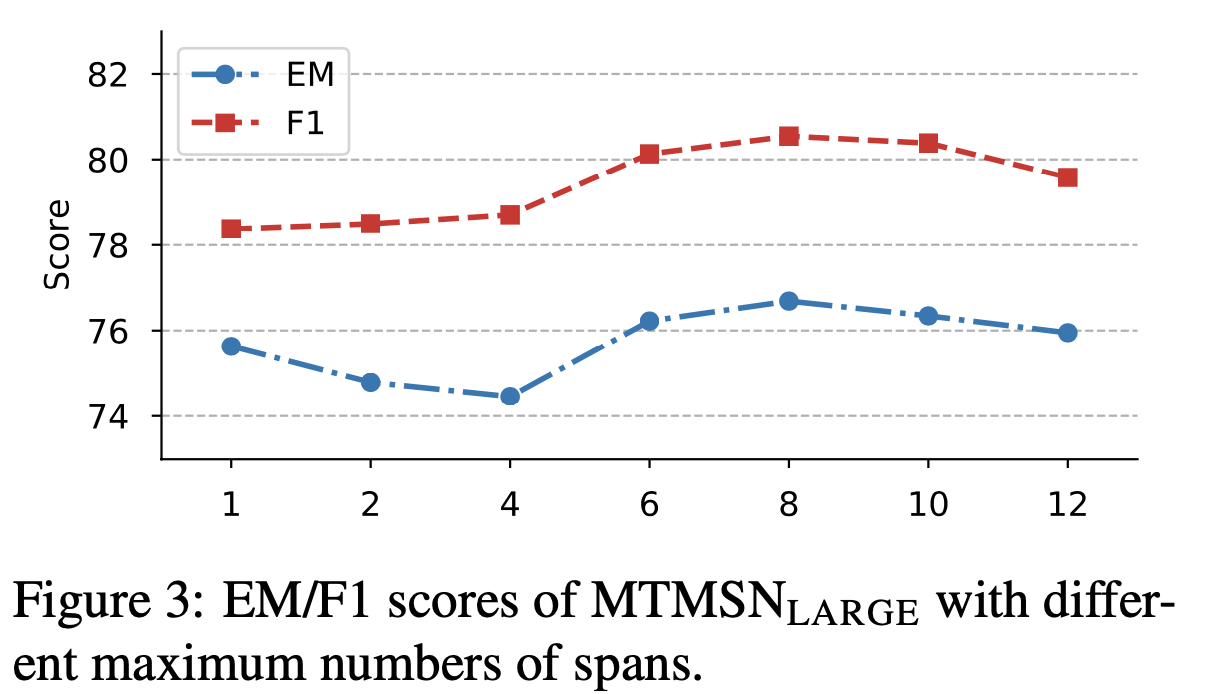 EM
F1
82
80
78
76
74
Score
1 2 4 6 8 10 12
Figure 3: EM/F1 scores of MTMSNLARGE with differ-
ent maximum numbers of spans.